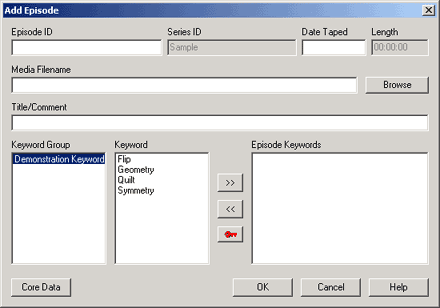 Add Episode
Episode ID Series ID Date Taped Length
Sample 00:00:00
Media Filename
Browse
Title/Comment
Keyword Group Keyword Episode Keywords
Demonstration Keyword Flip
Geometry
Quilt
Symmetry
>>
<<
Core Data OK Cancel Help